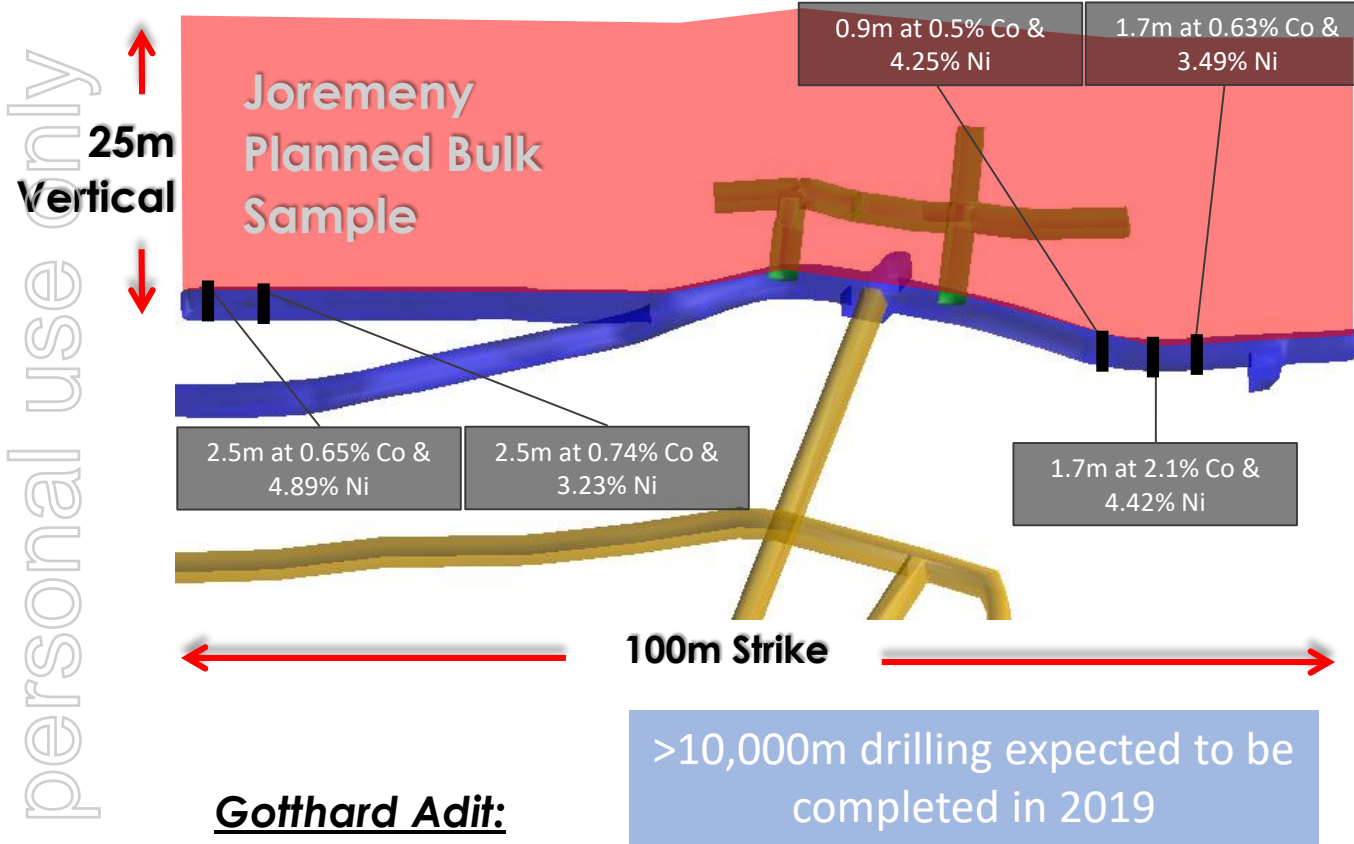 personal use only
0.9m at 0.5% Co &
4.25% Ni
1.7m at 0.63% Co &
3.49% Ni
Joremeny
Planned Bulk
Sample
25m
Vertical
2.5m at 0.65% Co &
4.89% Ni
2.5m at 0.74% Co &
3.23% Ni
1.7m at 2.1% Co &
4.42% Ni
100m Strike
>10,000m drilling expected to be
completed in 2019
Gotthard Adit: